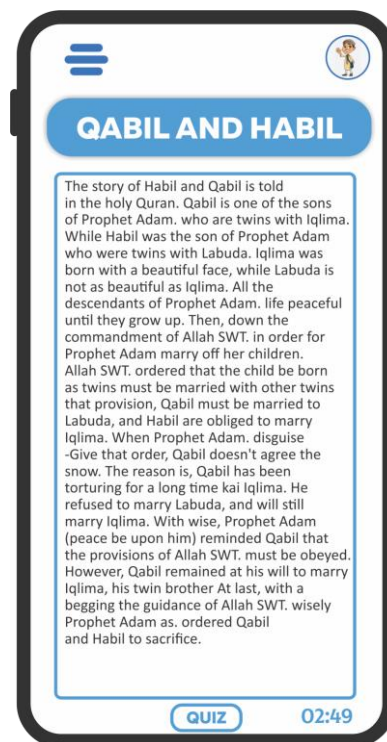 QABIL AND HABIL
The story of Habil and Qabil is told
in the holy Quran. Qabil is one of the sons
of Prophet Adam. who are twins with Iqlima.
While Habil was the son of Prophet Adam
who were twins with Labuda. Iqlima was
born with a beautiful face, while Labuda is
not as beautiful as Iqlima. All the
descendants of Prophet Adam. life peaceful
until they grow up. Then, down the
commandment of Allah SWT. in order for
Prophet Adam marry off her children.
Allah SWT. ordered that the child be born
as twins must be married with other twins
that provision, Qabil must be married to
Labuda, and Habil are obliged to marry
Iqlima. When Prophet Adam. disguise
-Give that order, Qabil doesn't agree the
snow. The reason is, Qabil has been
torturing for a long time kai Iqlima. He
refused to marry Labuda, and will still
marry Iqlima. With wise, Prophet Adam
(peace be upon him) reminded Qabil that
the provisions of Allah SWT. must be obeyed.
However, Qabil remained at his will to marry
Iqlima, his twin brother At last, with a
begging the guidance of Allah SWT. wisely
Prophet Adam as. ordered Qabil
and Habil to sacrifice.
QUIZ
02:49